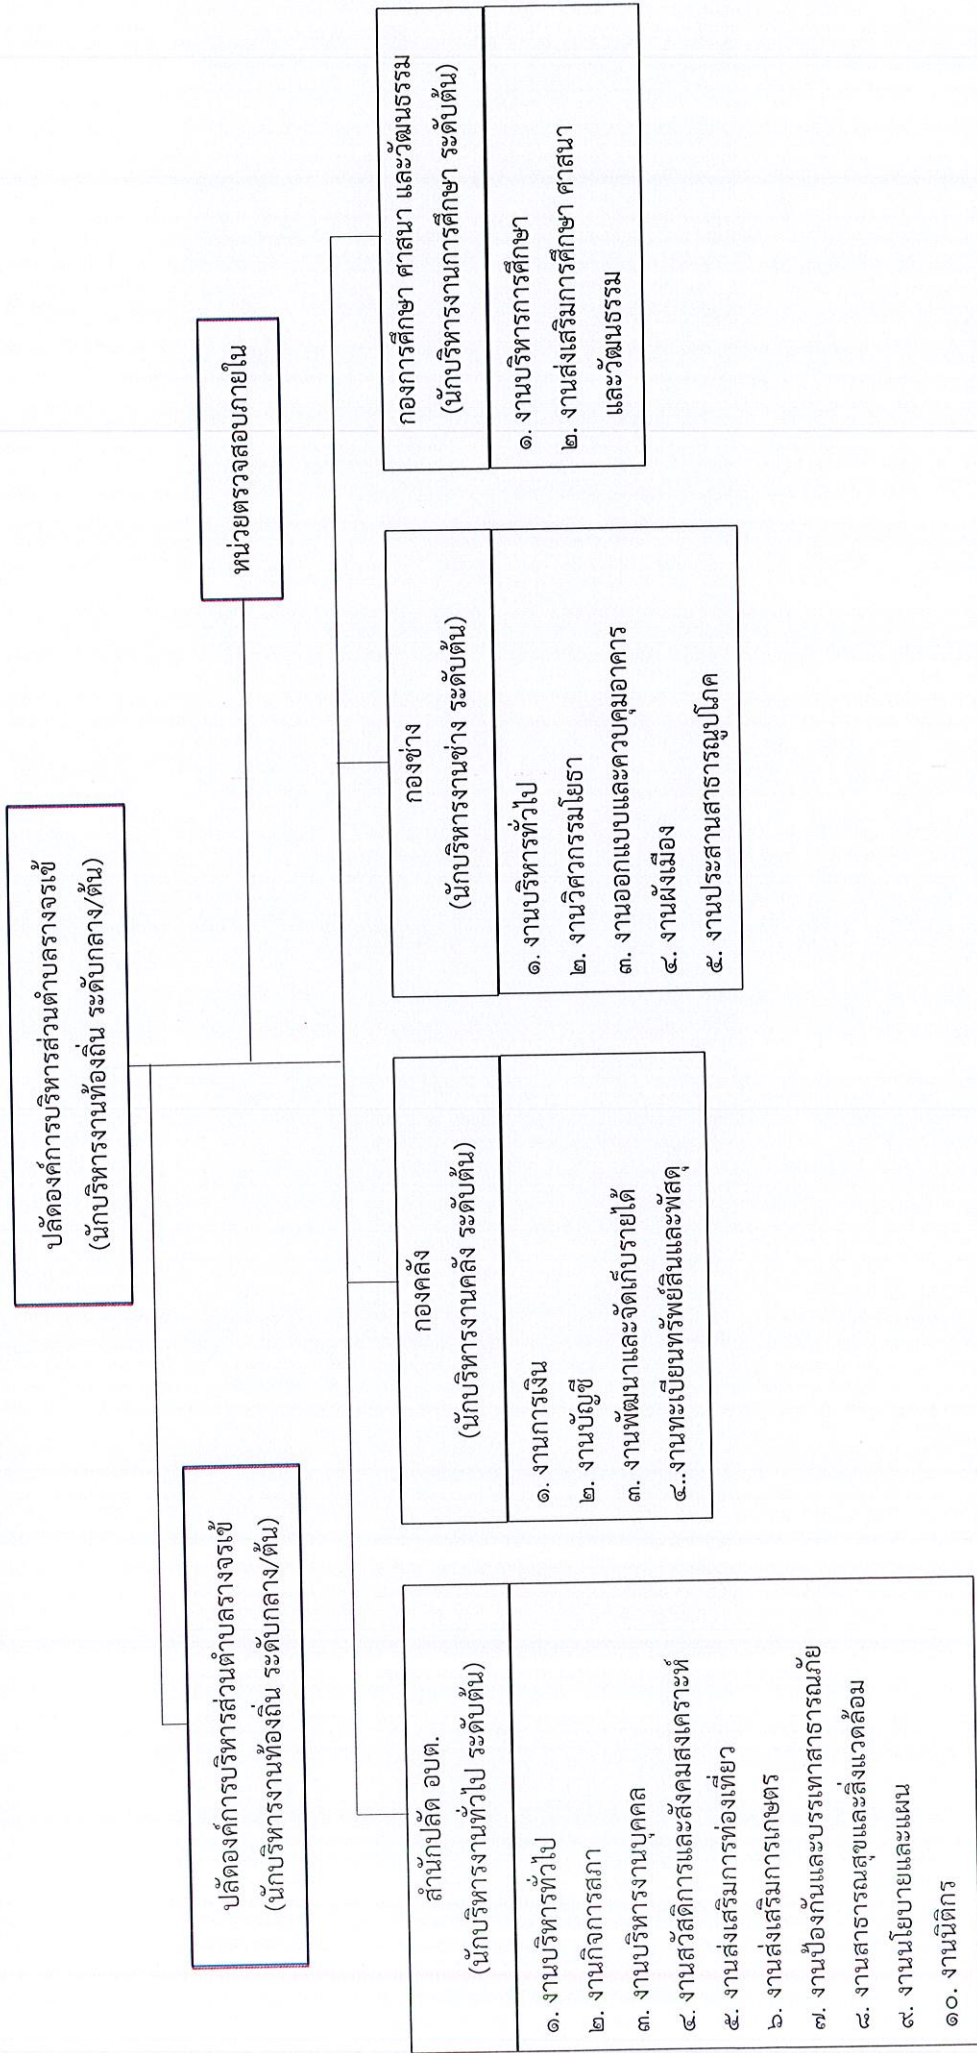 ปลัดองค์การบริหารส่วนตำบลรางจรเข้
(นักบริหารงานท้องถิ่น ระดับกลาง/ต้น)
ปลัดองค์การบริหารส่วนตำบลรางจรเข้
(นักบริหารงานท้องถิ่น ระดับกลาง/ต้น)
หน่วยตรวจสอบภายใน
สำนักปลัด อบต.
(นักบริหารงานทั่วไป ระดับต้น)
๑. งานบริหารทั่วไป
๒. งานกิจการสภา
๓. งานบริหารงานบุคคล
๔. งานสวัสดิการและสังคมสงเคราะห์
๕. งานส่งเสริมการท่องเที่ยว
๖. งานส่งเสริมการเกษตร
๗. งานป้องกันและบรรเทาสาธารณภัย
๘. งานสาธารณสุขและสิ่งแวดล้อม
๙. งานนโยบายและแผน
๑๐. งานนิติกร
กองคลัง
(นักบริหารงานคลัง ระดับต้น)
๑. งานการเงิน
๒. งานบัญชี
๓. งานพัฒนาและจัดเก็บรายได้
๔..งานทะเบียนทรัพย์สินและพัสดุ
กองช่าง
(นักบริหารงานช่าง ระดับต้น)
๑. งานบริหารทั่วไป
๒. งานวิศวกรรมโยธา
๓. งานออกแบบและควบคุมอาคาร
๔. งานผังเมือง
๕. งานประสานสาธารณูปโภค
กองการศึกษา ศาสนา และวัฒนธรรม
(นักบริหารงานการศึกษา ระดับต้น)
๑. งานบริหารการศึกษา
๒. งานส่งเสริมการศึกษา ศาสนา
และวัฒนธรรม